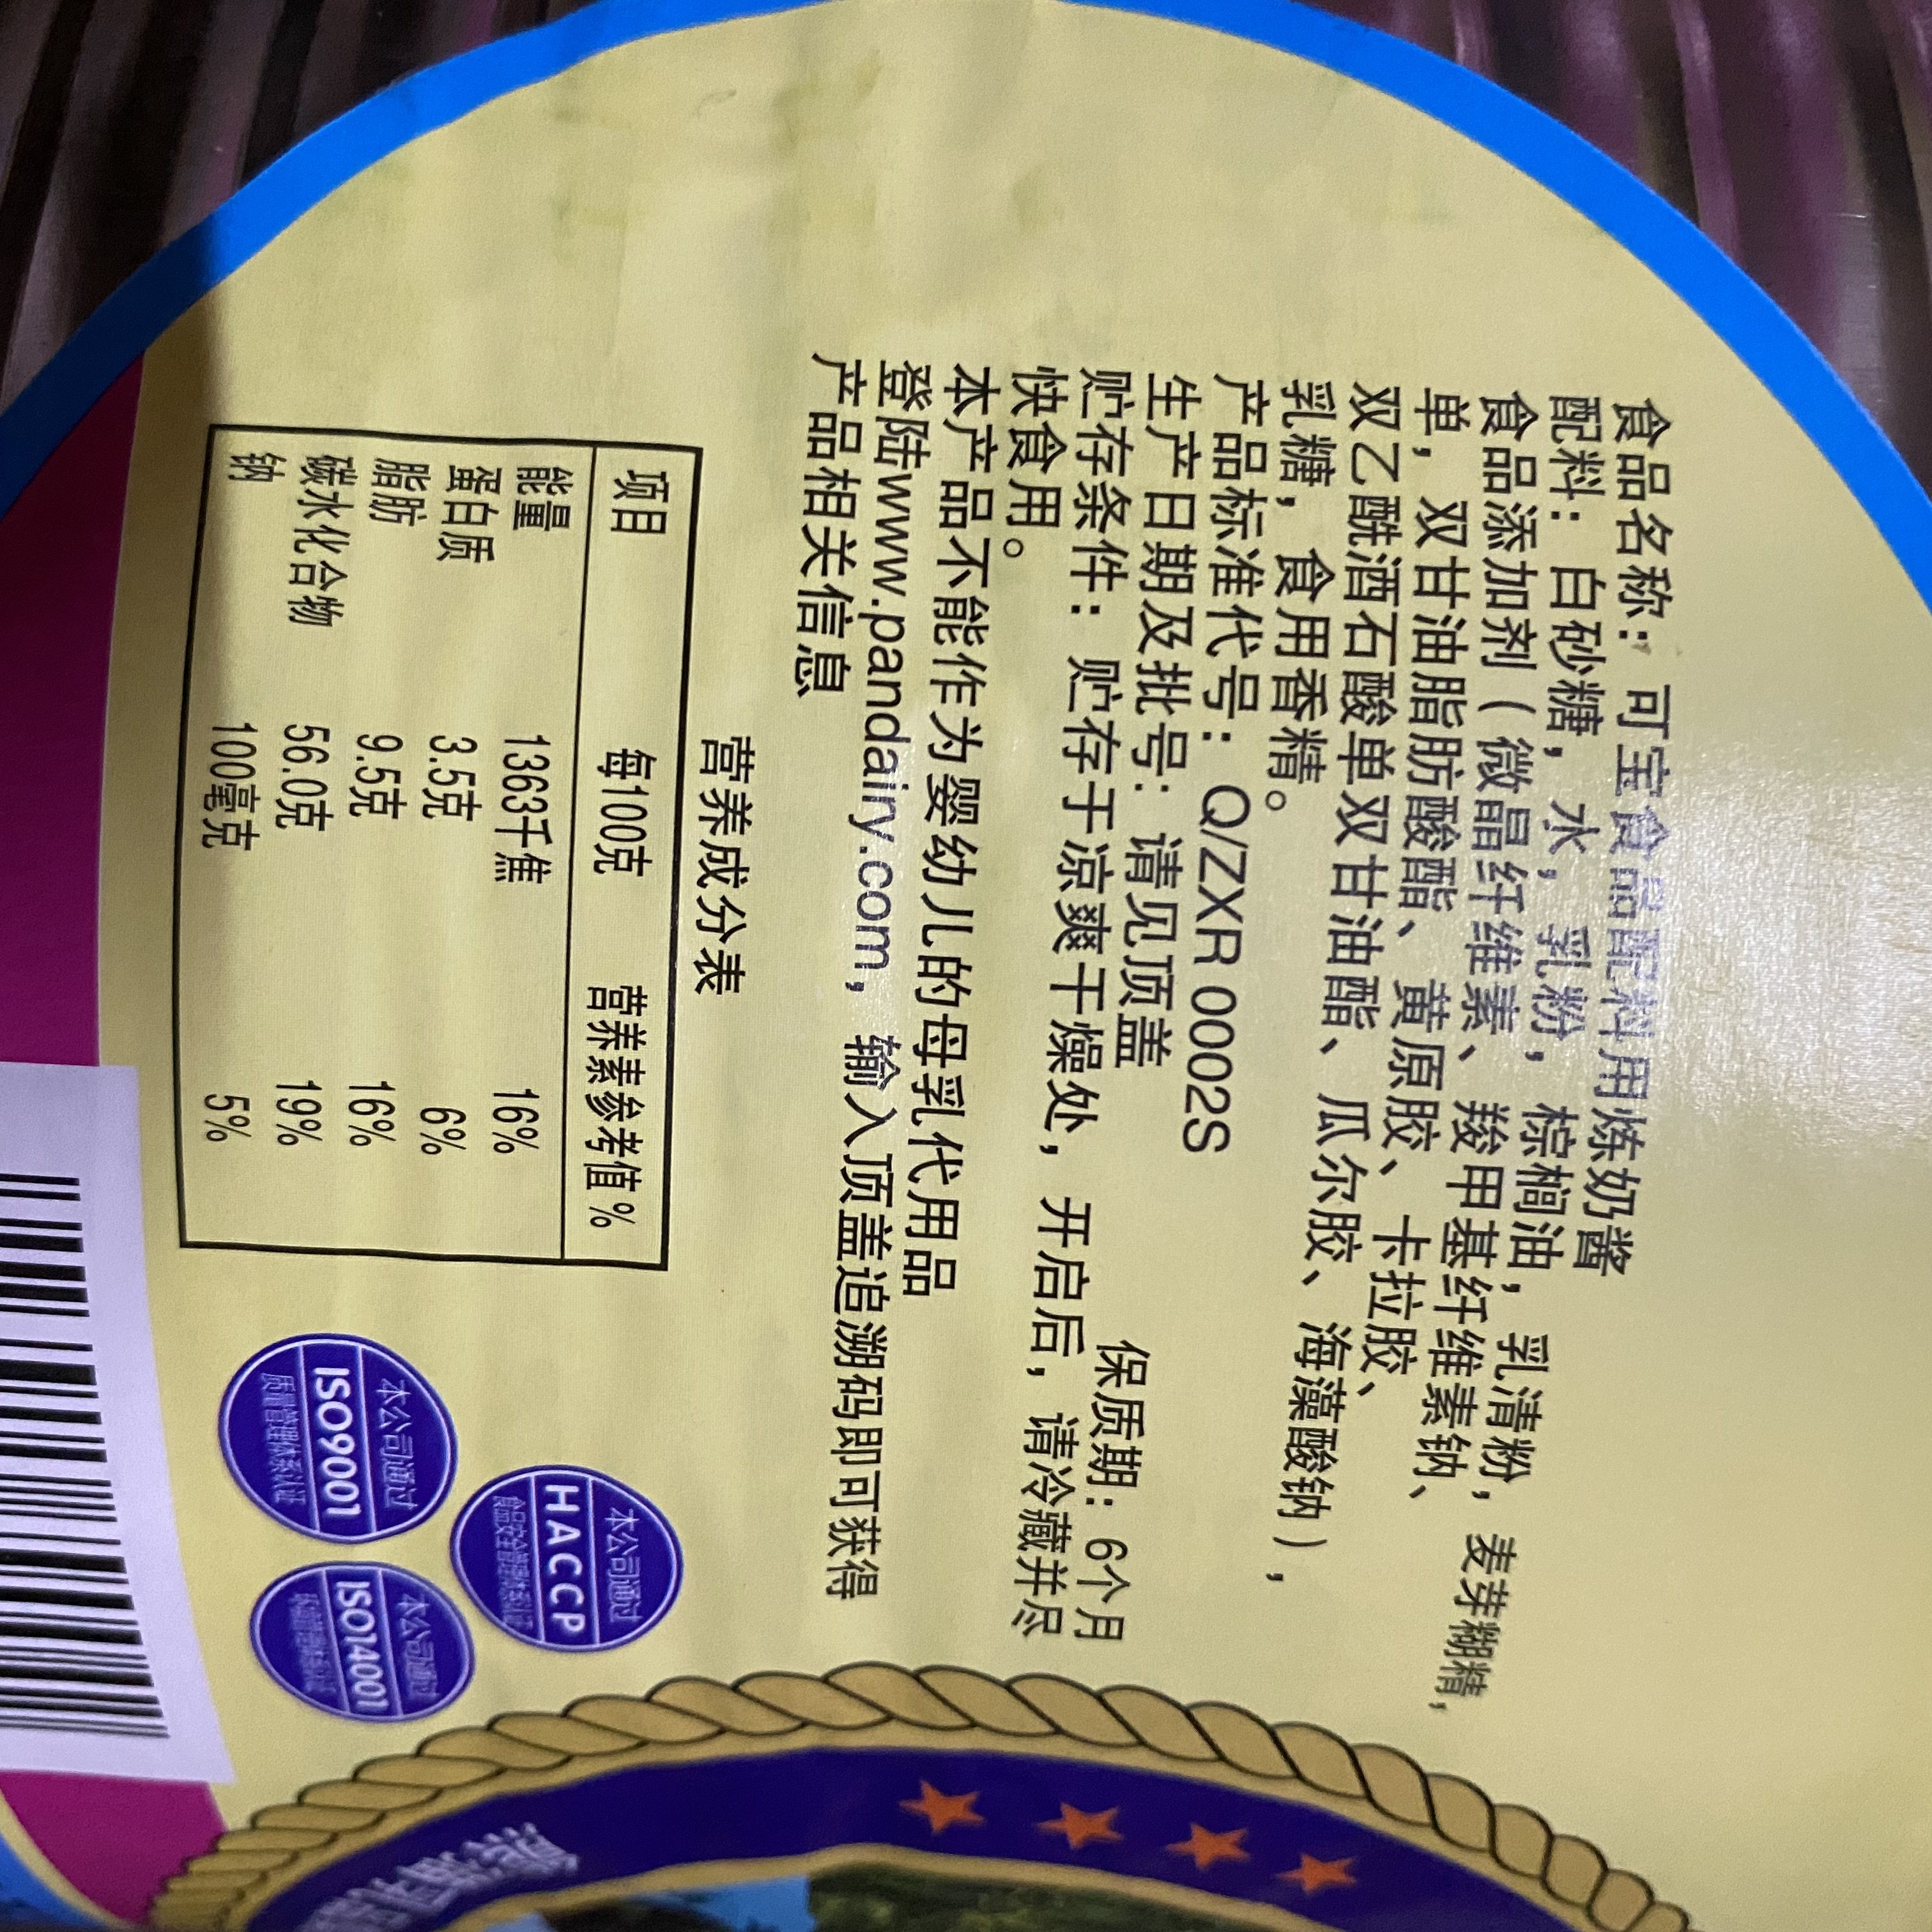 食品名称：可宝食品配料用炼奶酱
配料：白砂糖，水，乳粉，棕榈油，乳清粉，麦芽糊精，
食品添加剂（微晶纤维素、羧甲基纤维素钠、
单，双甘油脂肪酸酯、黄原胶、卡拉胶、
双乙酰酒石酸单双甘油酯、瓜尔胶、海藻酸钠），
乳糖，食用香精。
产品标准代号：Q/ZXR 0002S
生产日期及批号：请见顶盖 保质期：6个月
贮存条件：贮存于凉爽干燥处，开启后，请冷藏并尽
快食用。
本产品不能作为婴幼儿的母乳代用品
登陆www.pandairy.com，输入顶盖追溯码即可获得
产品相关信息
营养成分表
项目 每100克 营养素参考值%
能量 1363千焦 16%
蛋白质 3.5克 6%
脂肪 9.5克 16%
碳水化合物 56.0克 19%
钠 100毫克 5%
本公司通过
HACCP
本公司通过
ISO9001
质量管理体系认证
本公司通过
ISO14001